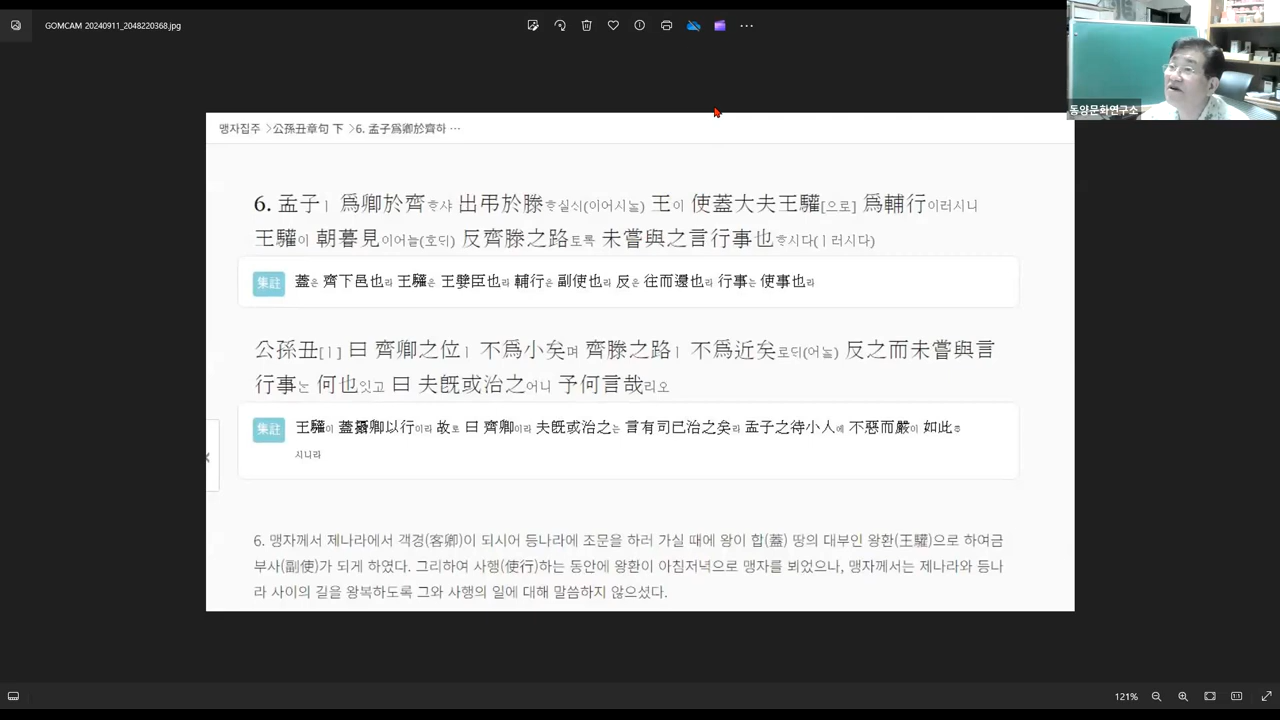 GOMCAM 20240911_2048220368.jpg
동양문화연구소
맹자집주 >公孫丑章句 下 >6. 孟子爲卿於齊하 ···
6. 孟子ㅣ 爲卿於齊ᄒᆞ샤 出弔於滕ᄒᆞ실ᄉᆡ(이어시늘) 王이 使蓋大夫王驩[으로] 爲輔行이러시니
王驩이 朝暮見이어늘(호ᄃᆡ) 反齊滕之路토록 未嘗與之言行事也ᄒᆞ시다(ㅣ러시다)
集註 蓋은 齊下邑也라 王驩은 王嬖臣也라 輔行은 副使也라 反은 往而還也라 行事는 使事也라
公孫丑[ㅣ] 曰 齊卿之位ㅣ 不爲小矣며 齊滕之路ㅣ 不爲近矣로ᄃᆡ(어늘) 反之而未嘗與言
行事는 何也잇고 曰 夫旣或治之어니 予何言哉리오
集註 王驩이 蓋攝卿以行이라 故로 曰 齊卿이라 夫旣或治之는 言有司已治之矣라 孟子之待小人에 不惡而嚴이 如此ᄒᆞ
시니라
6. 맹자께서 제나라에서 객경(客卿)이 되시어 등나라에 조문을 하러 가실 때에 왕이 합(蓋) 땅의 대부인 왕환(王驩)으로 하여금
부사(副使)가 되게 하였다. 그리하여 사행(使行)하는 동안에 왕환이 아침저녁으로 맹자를 뵈었으나, 맹자께서는 제나라와 등나
라 사이의 길을 왕복하도록 그와 사행의 일에 대해 말씀하지 않으셨다.
121%